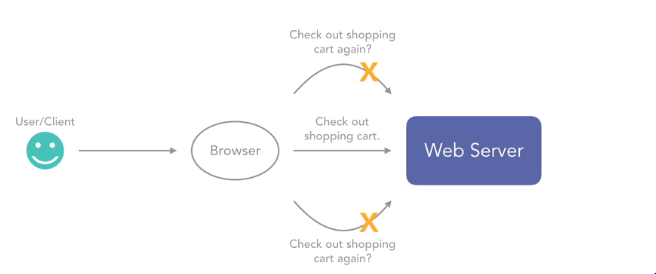 Check out shopping
cart again?
X
User/Client
Check out
shopping cart.
Browser
Web Server
X
Check out shopping
cart again?